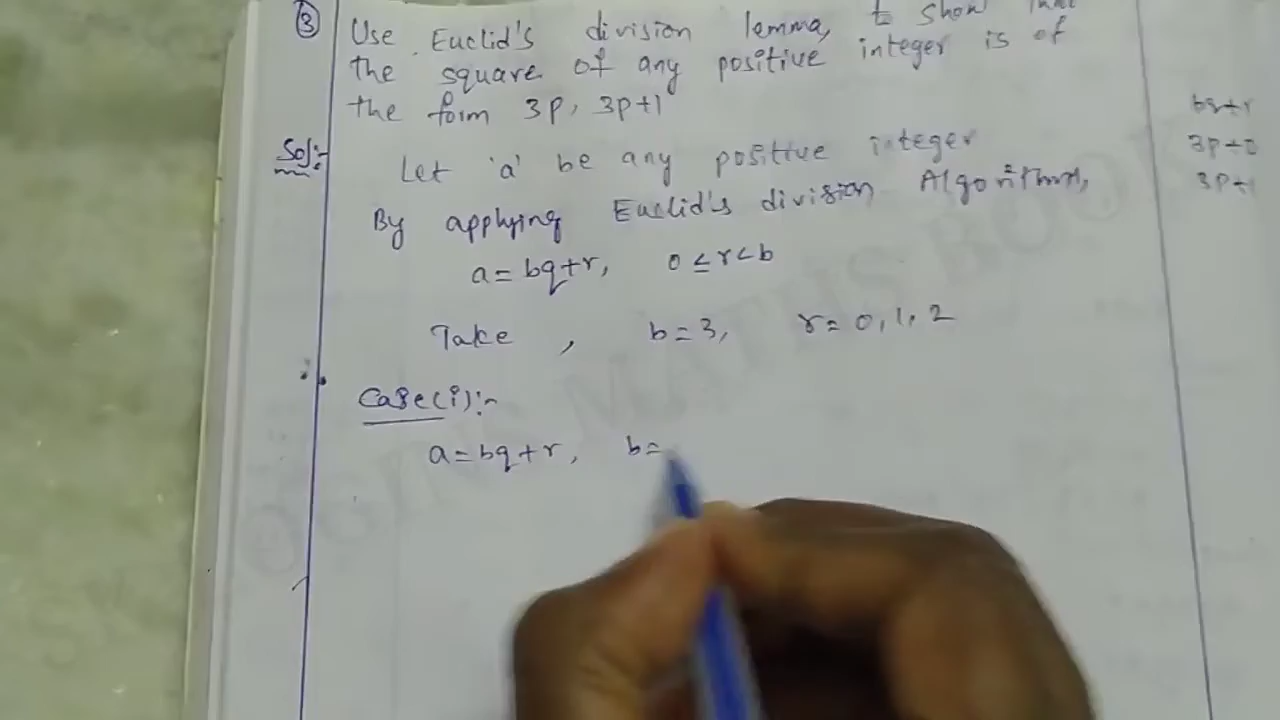 ③ Use Euclid's division lemma, to show that
the square of any positive integer is of
the form 3p, 3p+1
Sol:-
Let 'a' be any positive integer
By applying Euclid's division Algorithm,
a = bq+r, 0 ≤ r < b
Take , b = 3, r = 0, 1, 2
Case(i):-
a = bq + r, b =
bq+r
3p+0
3p+1